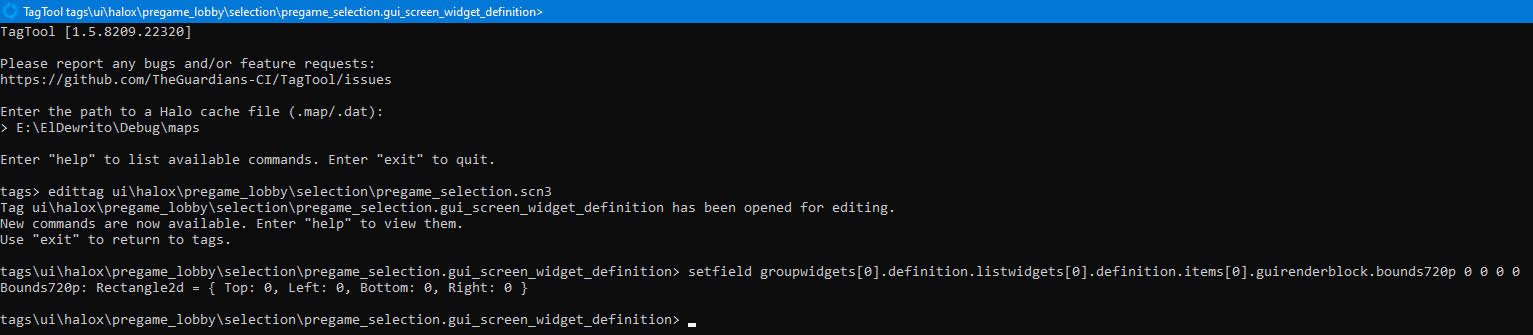 TagTool tags\ui\halox\pregame_lobby\selection\pregame_selection.gui_screen_widget_definition>
TagTool [1.5.8209.22320]
Please report any bugs and/or feature requests:
https://github.com/TheGuardians-CI/TagTool/issues
Enter the path to a Halo cache file (.map/.dat):
> E:\ElDewrito\Debug\maps
Enter "help" to list available commands. Enter "exit" to quit.
tags> edittag ui\halox\pregame_lobby\selection\pregame_selection.scn3
Tag ui\halox\pregame_lobby\selection\pregame_selection.gui_screen_widget_definition has been opened for editing.
New commands are now available. Enter "help" to view them.
Use "exit" to return to tags.
tags\ui\halox\pregame_lobby\selection\pregame_selection.gui_screen_widget_definition> setfield groupwidgets[0].definition.listwidgets[0].definition.items[0].guirenderblock.bounds720p 0 0 0 0
Bounds720p: Rectangle2d = { Top: 0, Left: 0, Bottom: 0, Right: 0 }
tags\ui\halox\pregame_lobby\selection\pregame_selection.gui_screen_widget_definition>